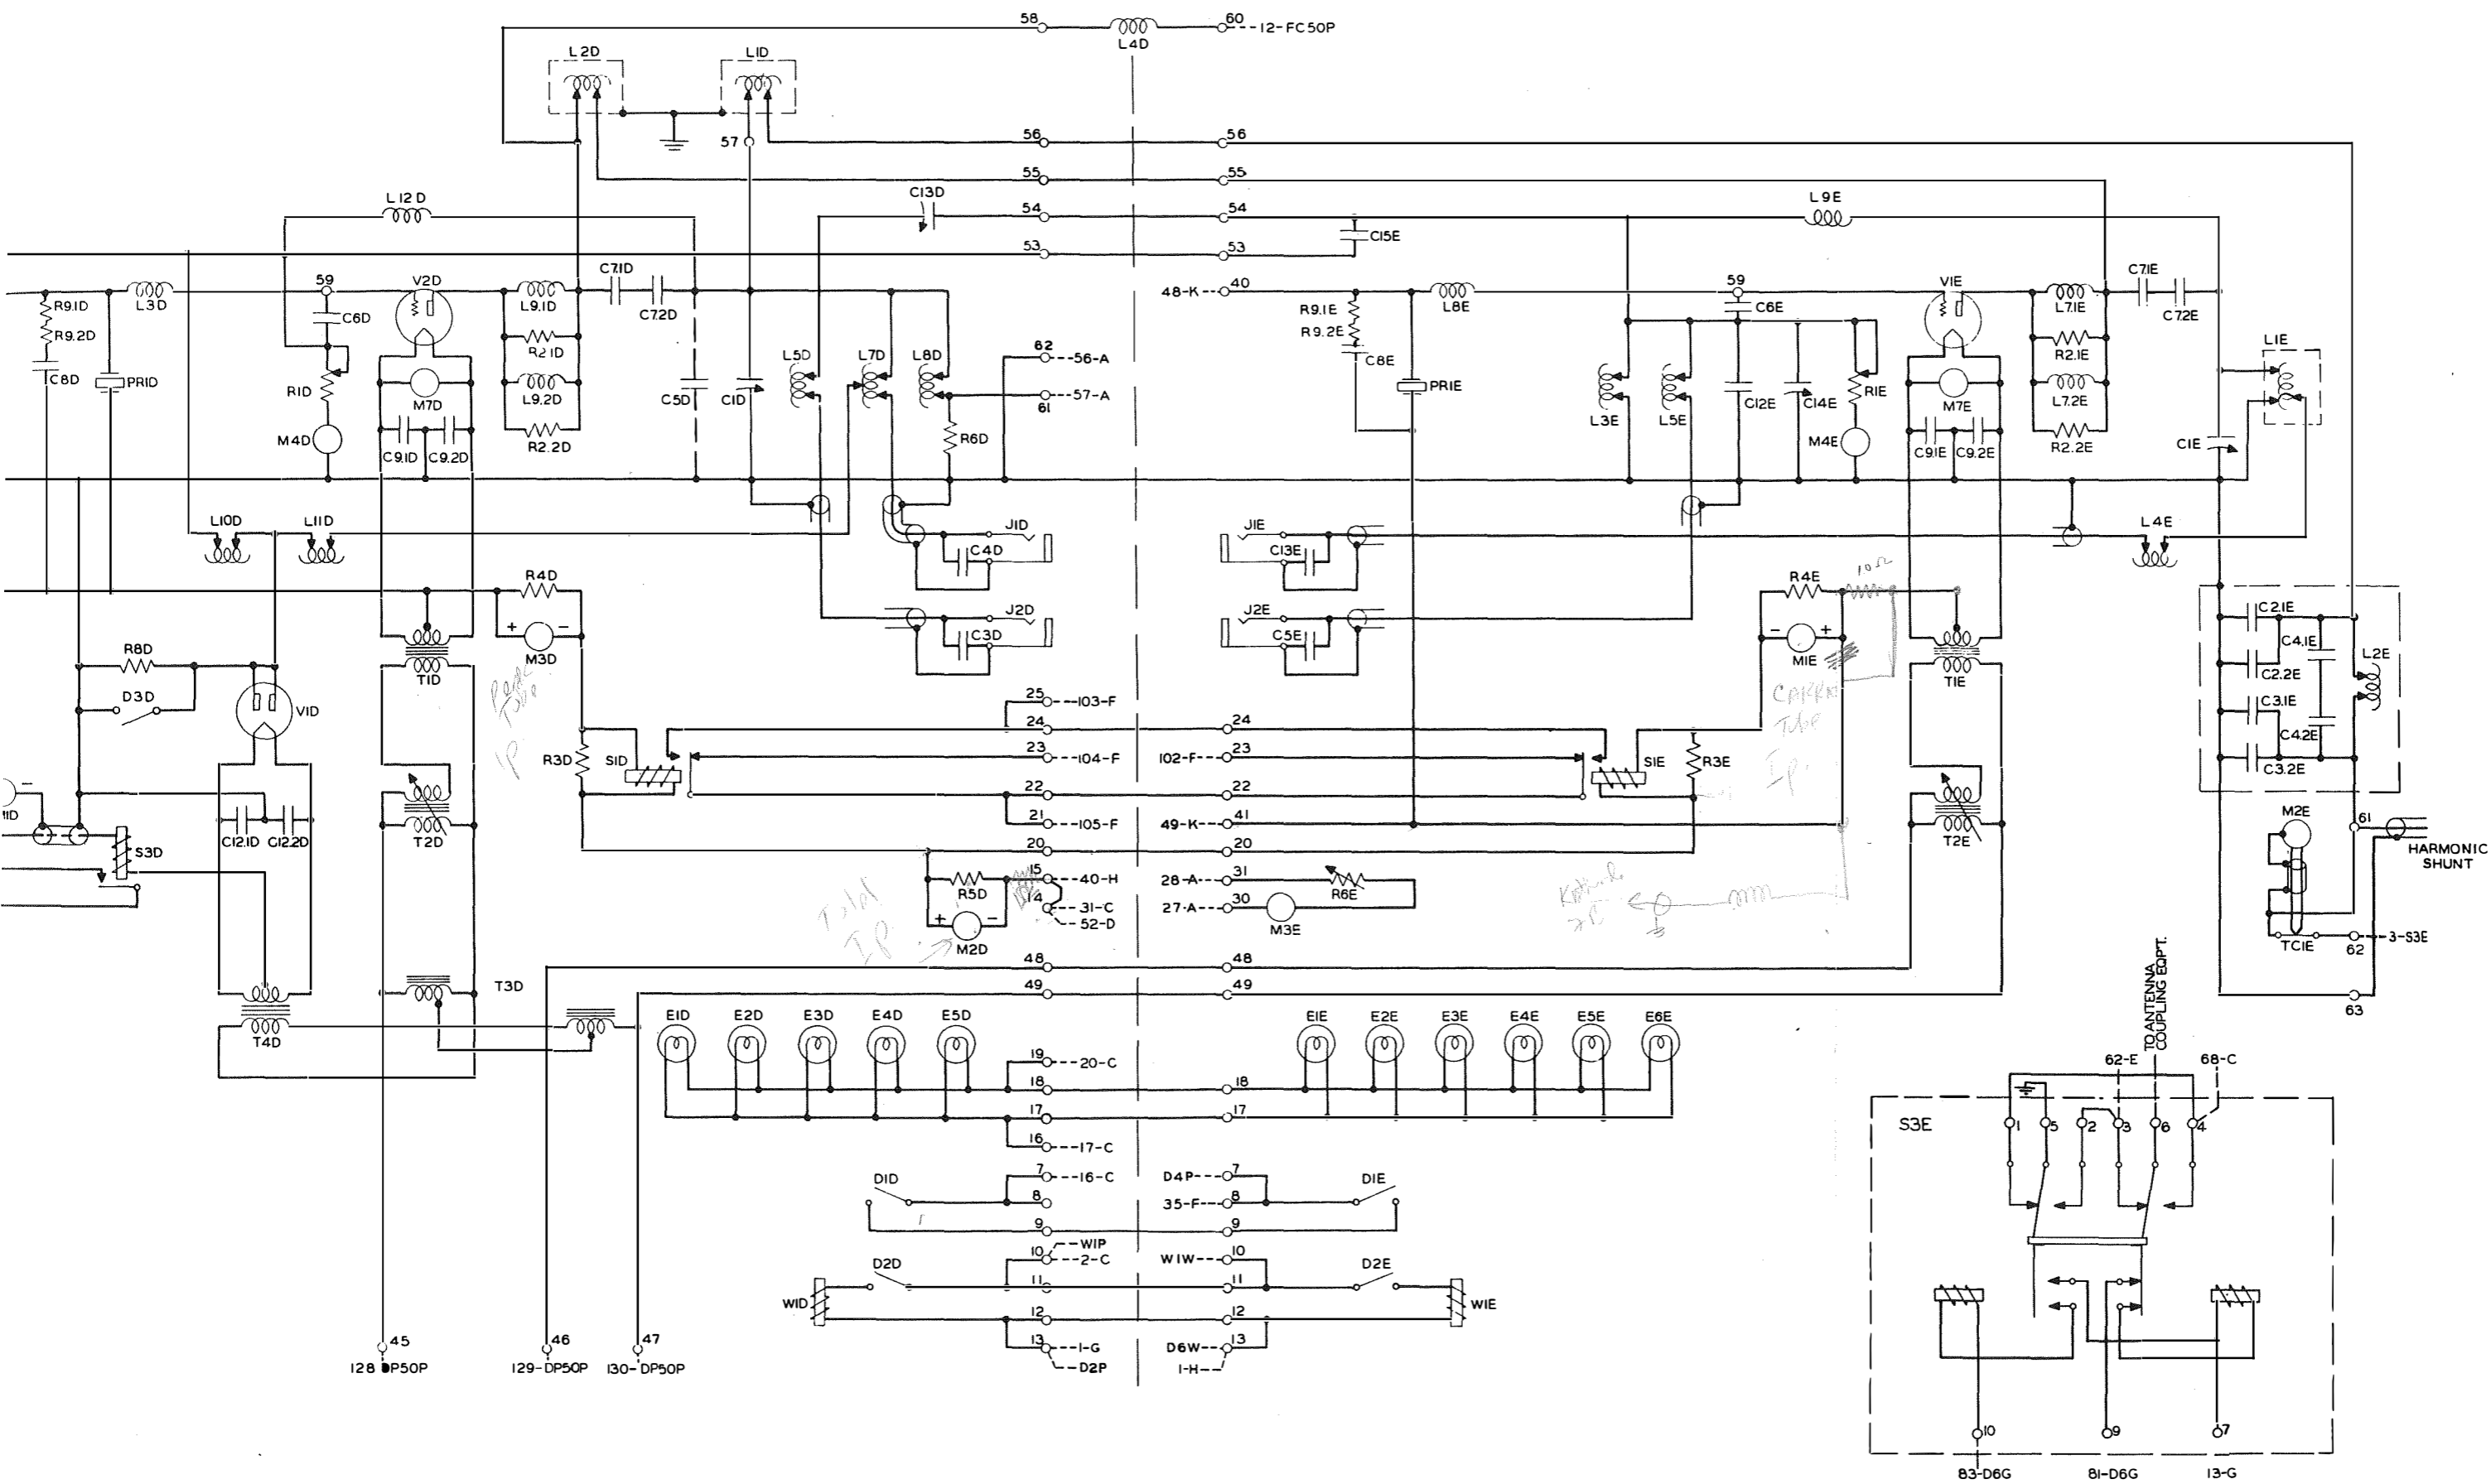 58
60
12-FC50P
L4D
L2D
L1D
57
56
56
55
55
C13D
54
54
L9E
L12D
53
53
C15E
59
V2D
C7.1D
C7.2D
R9.1D
R9.2D
L3D
C6D
L9.1D
R2.1D
L9.2D
R2.2D
C8D
PR1D
R1D
M7D
M4D
C9.1D
C9.2D
C5D
C1D
L5D
L7D
L8D
R6D
62
56-A
57-A
61
48-K
40
R9.1E
R9.2E
C8E
L8E
PR1E
59
C6E
V1E
L7.1E
R2.1E
L7.2E
R2.2E
C7.1E
C7.2E
L1E
L3E
L5E
C12E
C14E
R1E
M4E
M7E
C9.1E
C9.2E
C1E
L10D
L11D
J1D
C4D
J1E
C13E
L4E
R4D
+
-
M3D
J2D
C3D
J2E
C5E
R4E
10Ω
-
+
M1E
T1D
T1E
R8D
D3D
V1D
C2.1E
C4.1E
C2.2E
L2E
C3.1E
C4.2E
C3.2E
25
103-F
24
24
23
104-F
102-F
23
R3D
S1D
S1E
R3E
22
22
21
105-F
49-K
41
20
20
Total
IP
Tube
IP
-
11D
S3D
C12.1D
C12.2D
T2D
T2E
M2E
61
HARMONIC
SHUNT
R5D
15
40-H
14
31-C
52-D
+
-
M2D
28-A
31
R6E
27-A
30
M3E
TC1E
62
3-S3E
48
48
49
49
63
T3D
T4D
E1D
E2D
E3D
E4D
E5D
E1E
E2E
E3E
E4E
E5E
E6E
19
20-C
18
18
17
17
16
17-C
TO ANTENNA
COUPLING EQPT.
62-E
68-C
S3E
1
5
2
3
6
4
D1D
7
16-C
D4P
7
D1E
8
35-F
8
9
9
W1P
10
2-C
W1W
10
D2D
11
11
D2E
W1D
W1E
12
12
13
1-G
D2P
D6W
13
1-H
45
128 DP50P
46
129-DP50P
47
130-DP50P
10
9
7
83-D6G
81-D6G
13-G